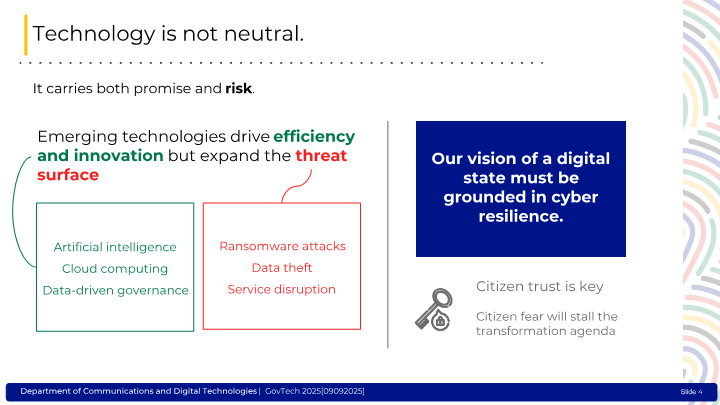 Technology is not neutral.
It carries both promise and risk.
Emerging technologies drive efficiency
and innovation but expand the threat
surface
Artificial intelligence
Cloud computing
Data-driven governance
Ransomware attacks
Data theft
Service disruption
Our vision of a digital
state must be
grounded in cyber
resilience.
Citizen trust is key
Citizen fear will stall the
transformation agenda
Department of Communications and Digital Technologies| GovTech 2025|09092025|
Slide 4